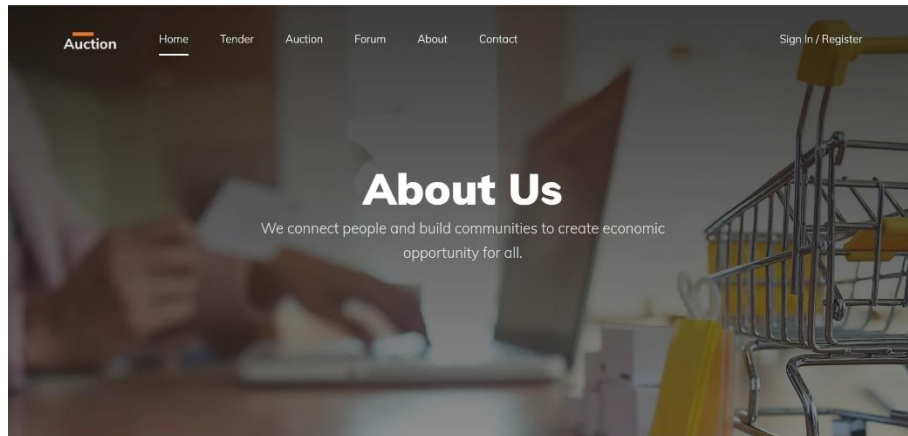 Auction
Home Tender Auction Forum About Contact Sign In / Register
About Us
We connect people and build communities to create economic
opportunity for all.